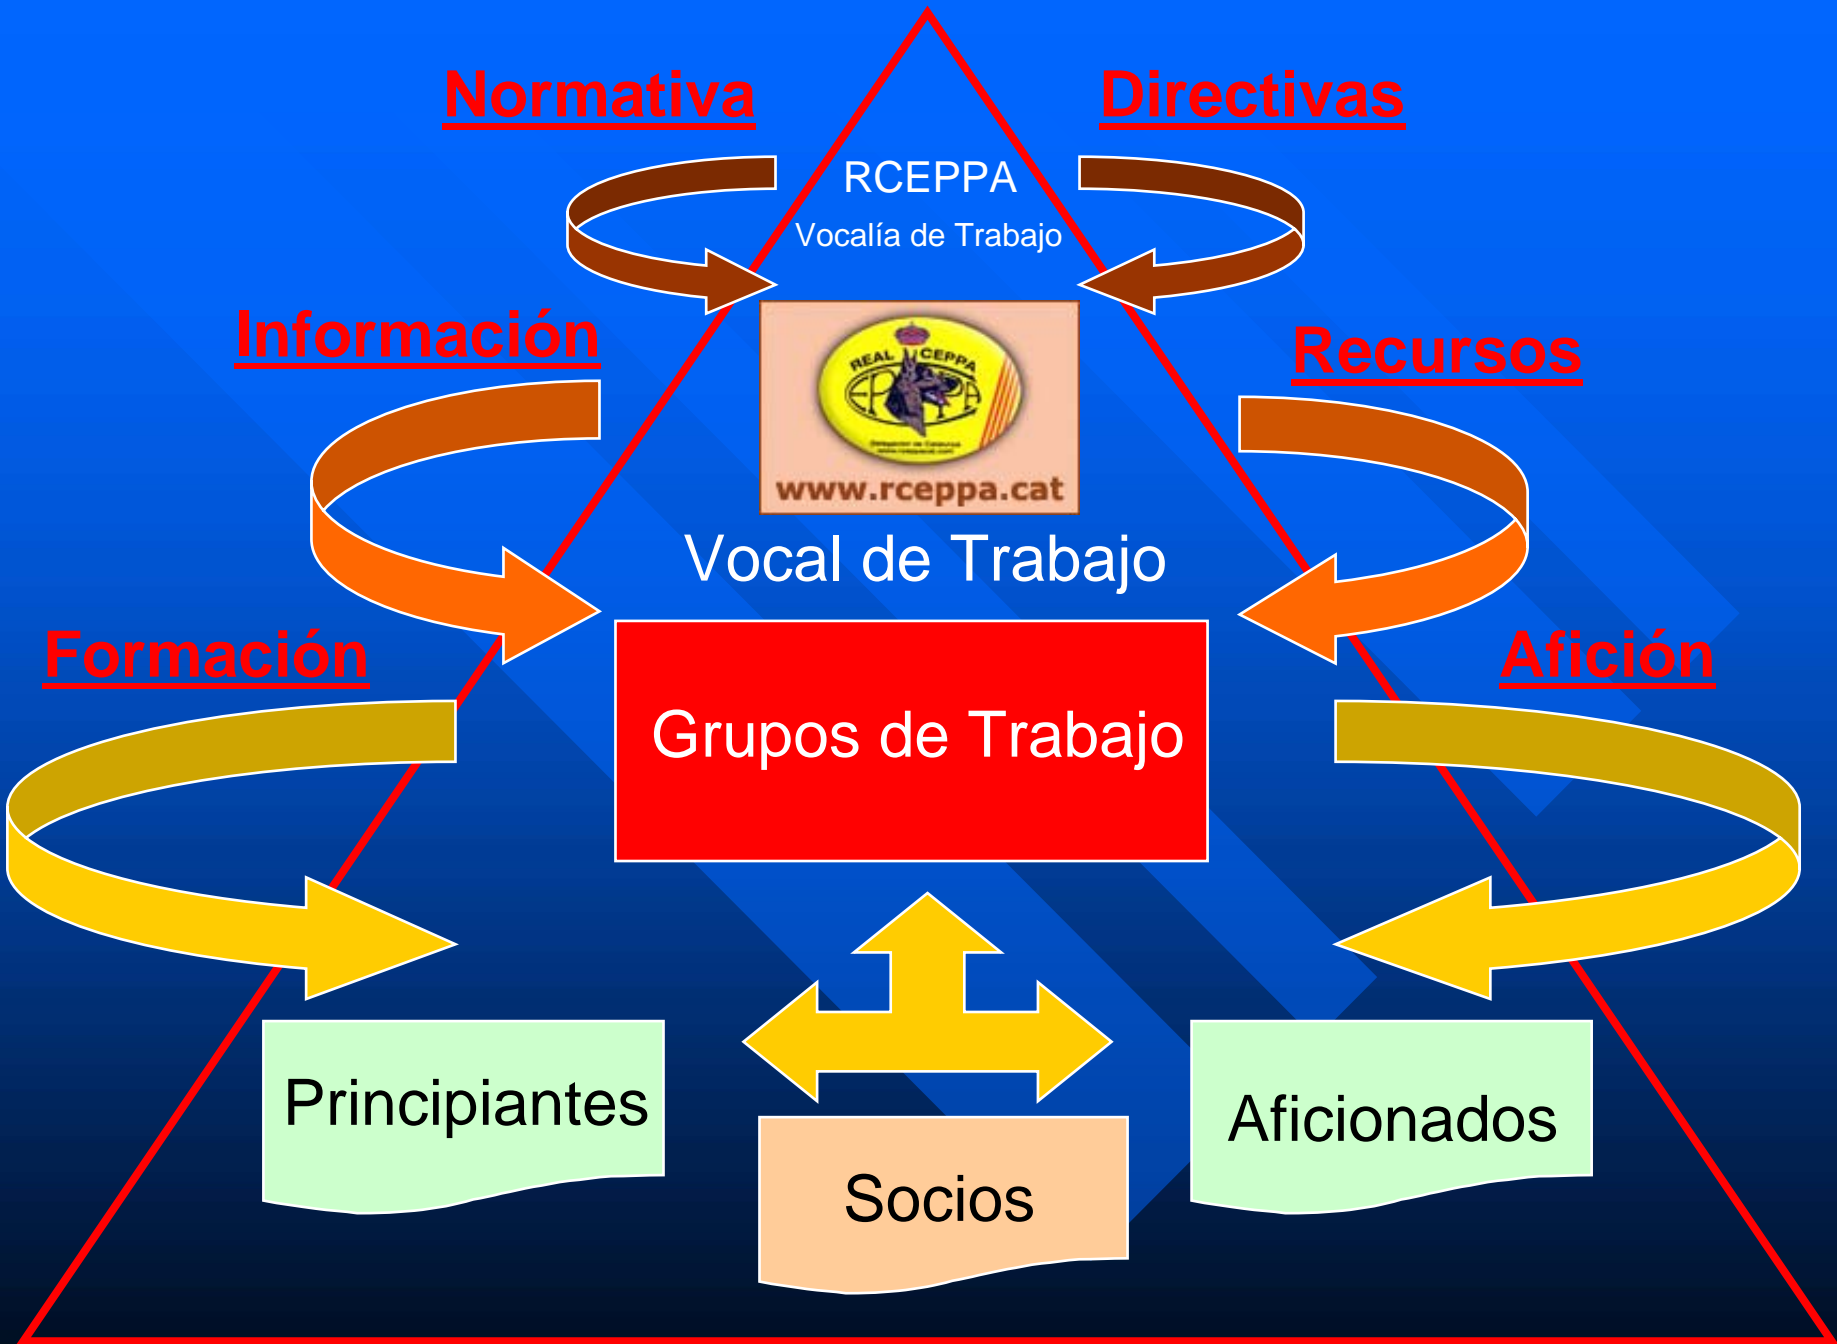 Normativa
Directivas
RCEPPA
Vocalía de Trabajo
Información
Recursos
REAL CEPPA
www.rceppa.cat
Vocal de Trabajo
Formación
Afición
Grupos de Trabajo
Principiantes
Aficionados
Socios